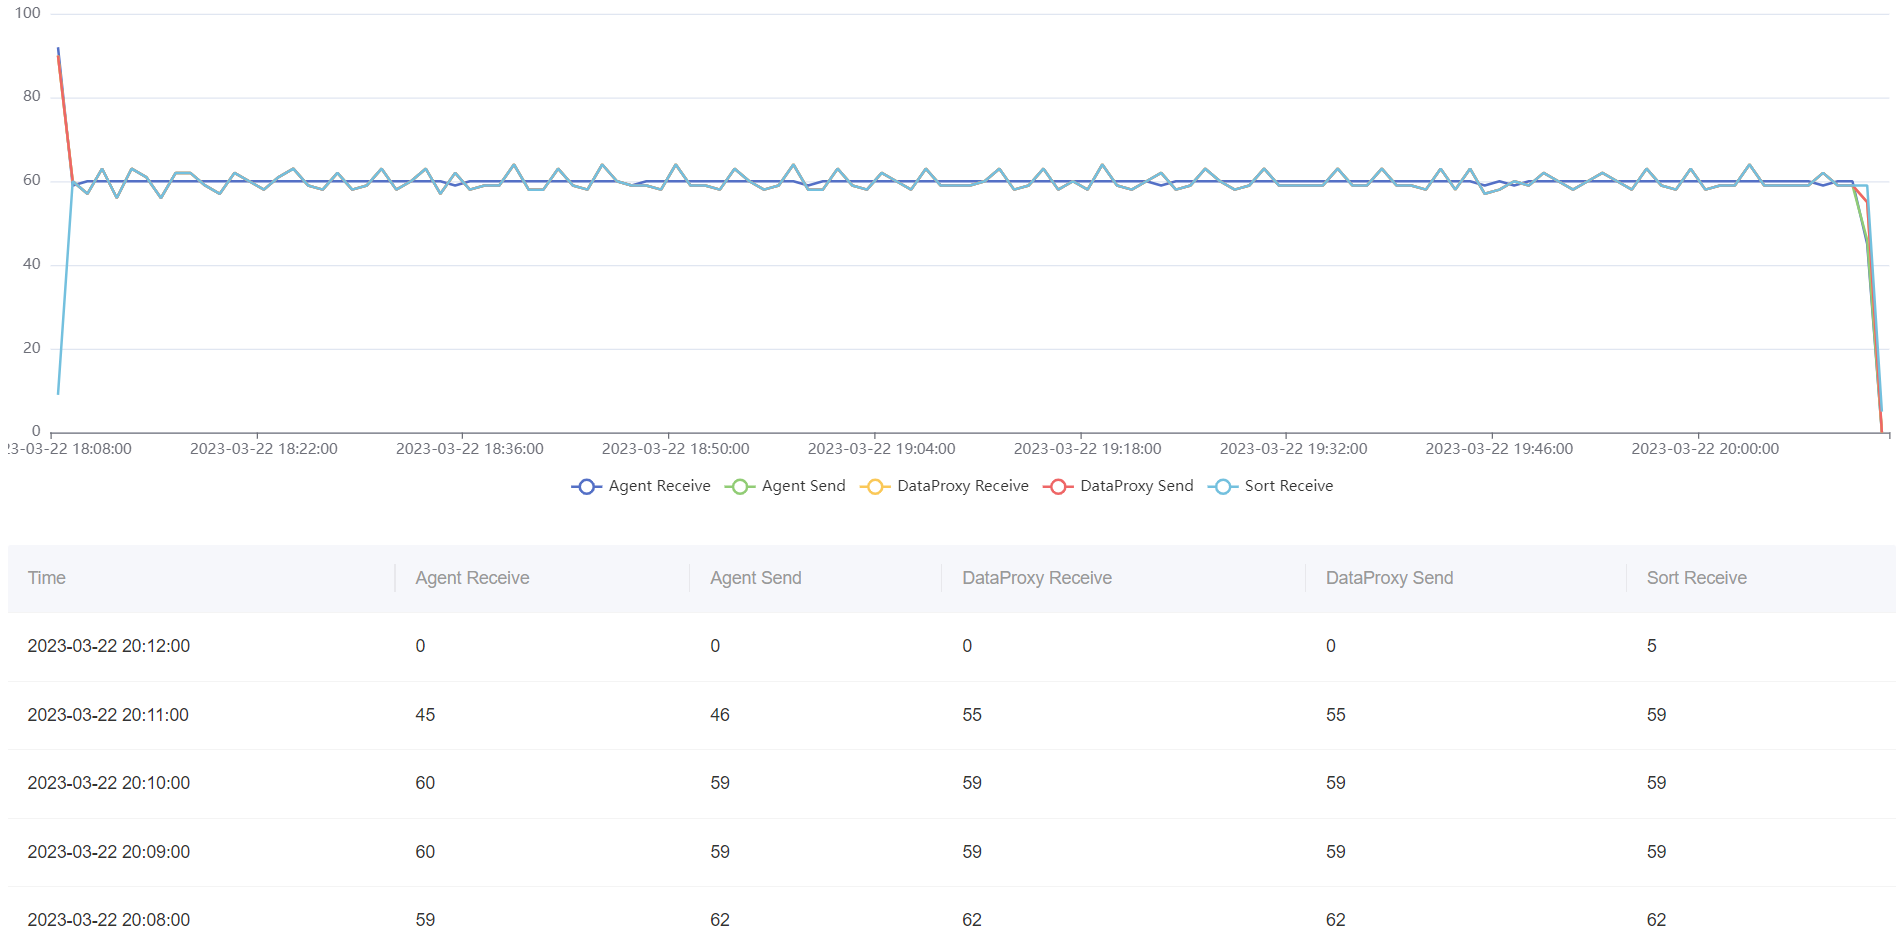 100
80
60
40
20
0
3-03-22 18:08:00 2023-03-22 18:22:00 2023-03-22 18:36:00 2023-03-22 18:50:00 2023-03-22 19:04:00 2023-03-22 19:18:00 2023-03-22 19:32:00 2023-03-22 19:46:00 2023-03-22 20:00:00
Agent Receive Agent Send DataProxy Receive DataProxy Send Sort Receive
Time Agent Receive Agent Send DataProxy Receive DataProxy Send Sort Receive
2023-03-22 20:12:00 0 0 0 0 5
2023-03-22 20:11:00 45 46 55 55 59
2023-03-22 20:10:00 60 59 59 59 59
2023-03-22 20:09:00 60 59 59 59 59
2023-03-22 20:08:00 59 62 62 62 62